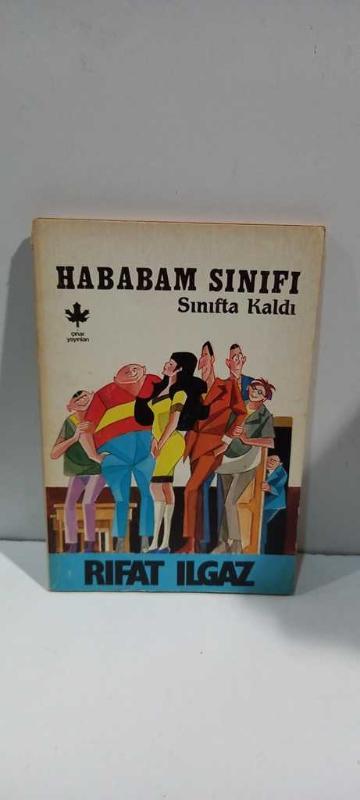 HABABAM SINIFI
Sınıfta Kaldı
çınar
yayınları
RIFAT ILGAZ